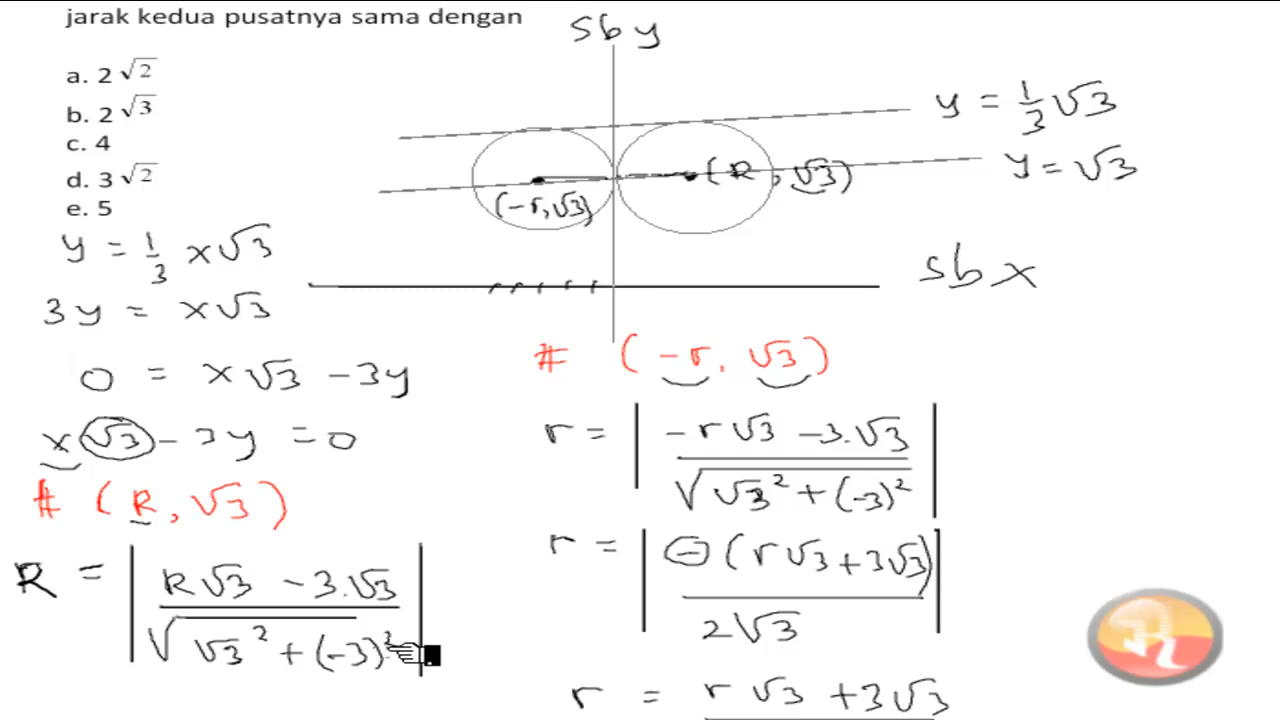 jarak kedua pusatnya sama dengan
a. 2 √2
b. 2 √3
c. 4
d. 3 √2
e. 5
sb y
y = 1/3 √3
y = √3
(R, √3)
(-r, √3)
sb x
y = 1/3 x√3
3y = x√3
0 = x√3 - 3y
x√3 - 3y = 0
# (R, √3)
R = | R√3 - 3.√3 / √(√3² + (-3)²) |
# (-r, √3)
r = | -r√3 - 3.√3 / √(√3² + (-3)²) |
r = | -(r√3 + 3√3) / 2√3 |
r = r√3 + 3√3